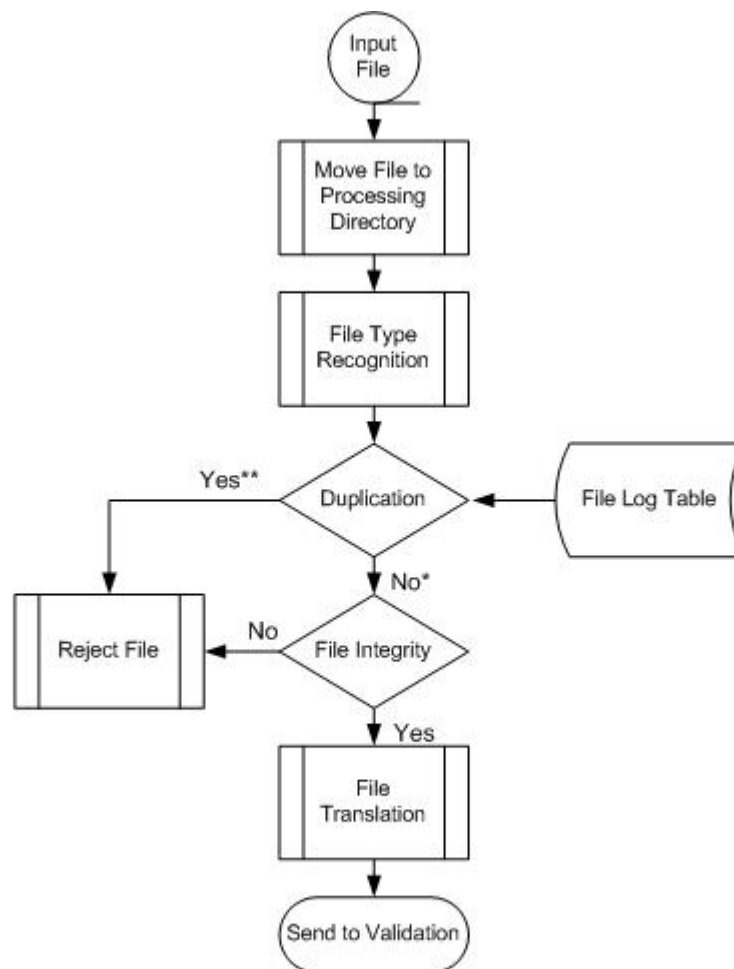 Input
File
Move File to
Processing
Directory
File Type
Recognition
Yes**
Duplication
File Log Table
No*
Reject File
No
File Integrity
Yes
File
Translation
Send to Validation